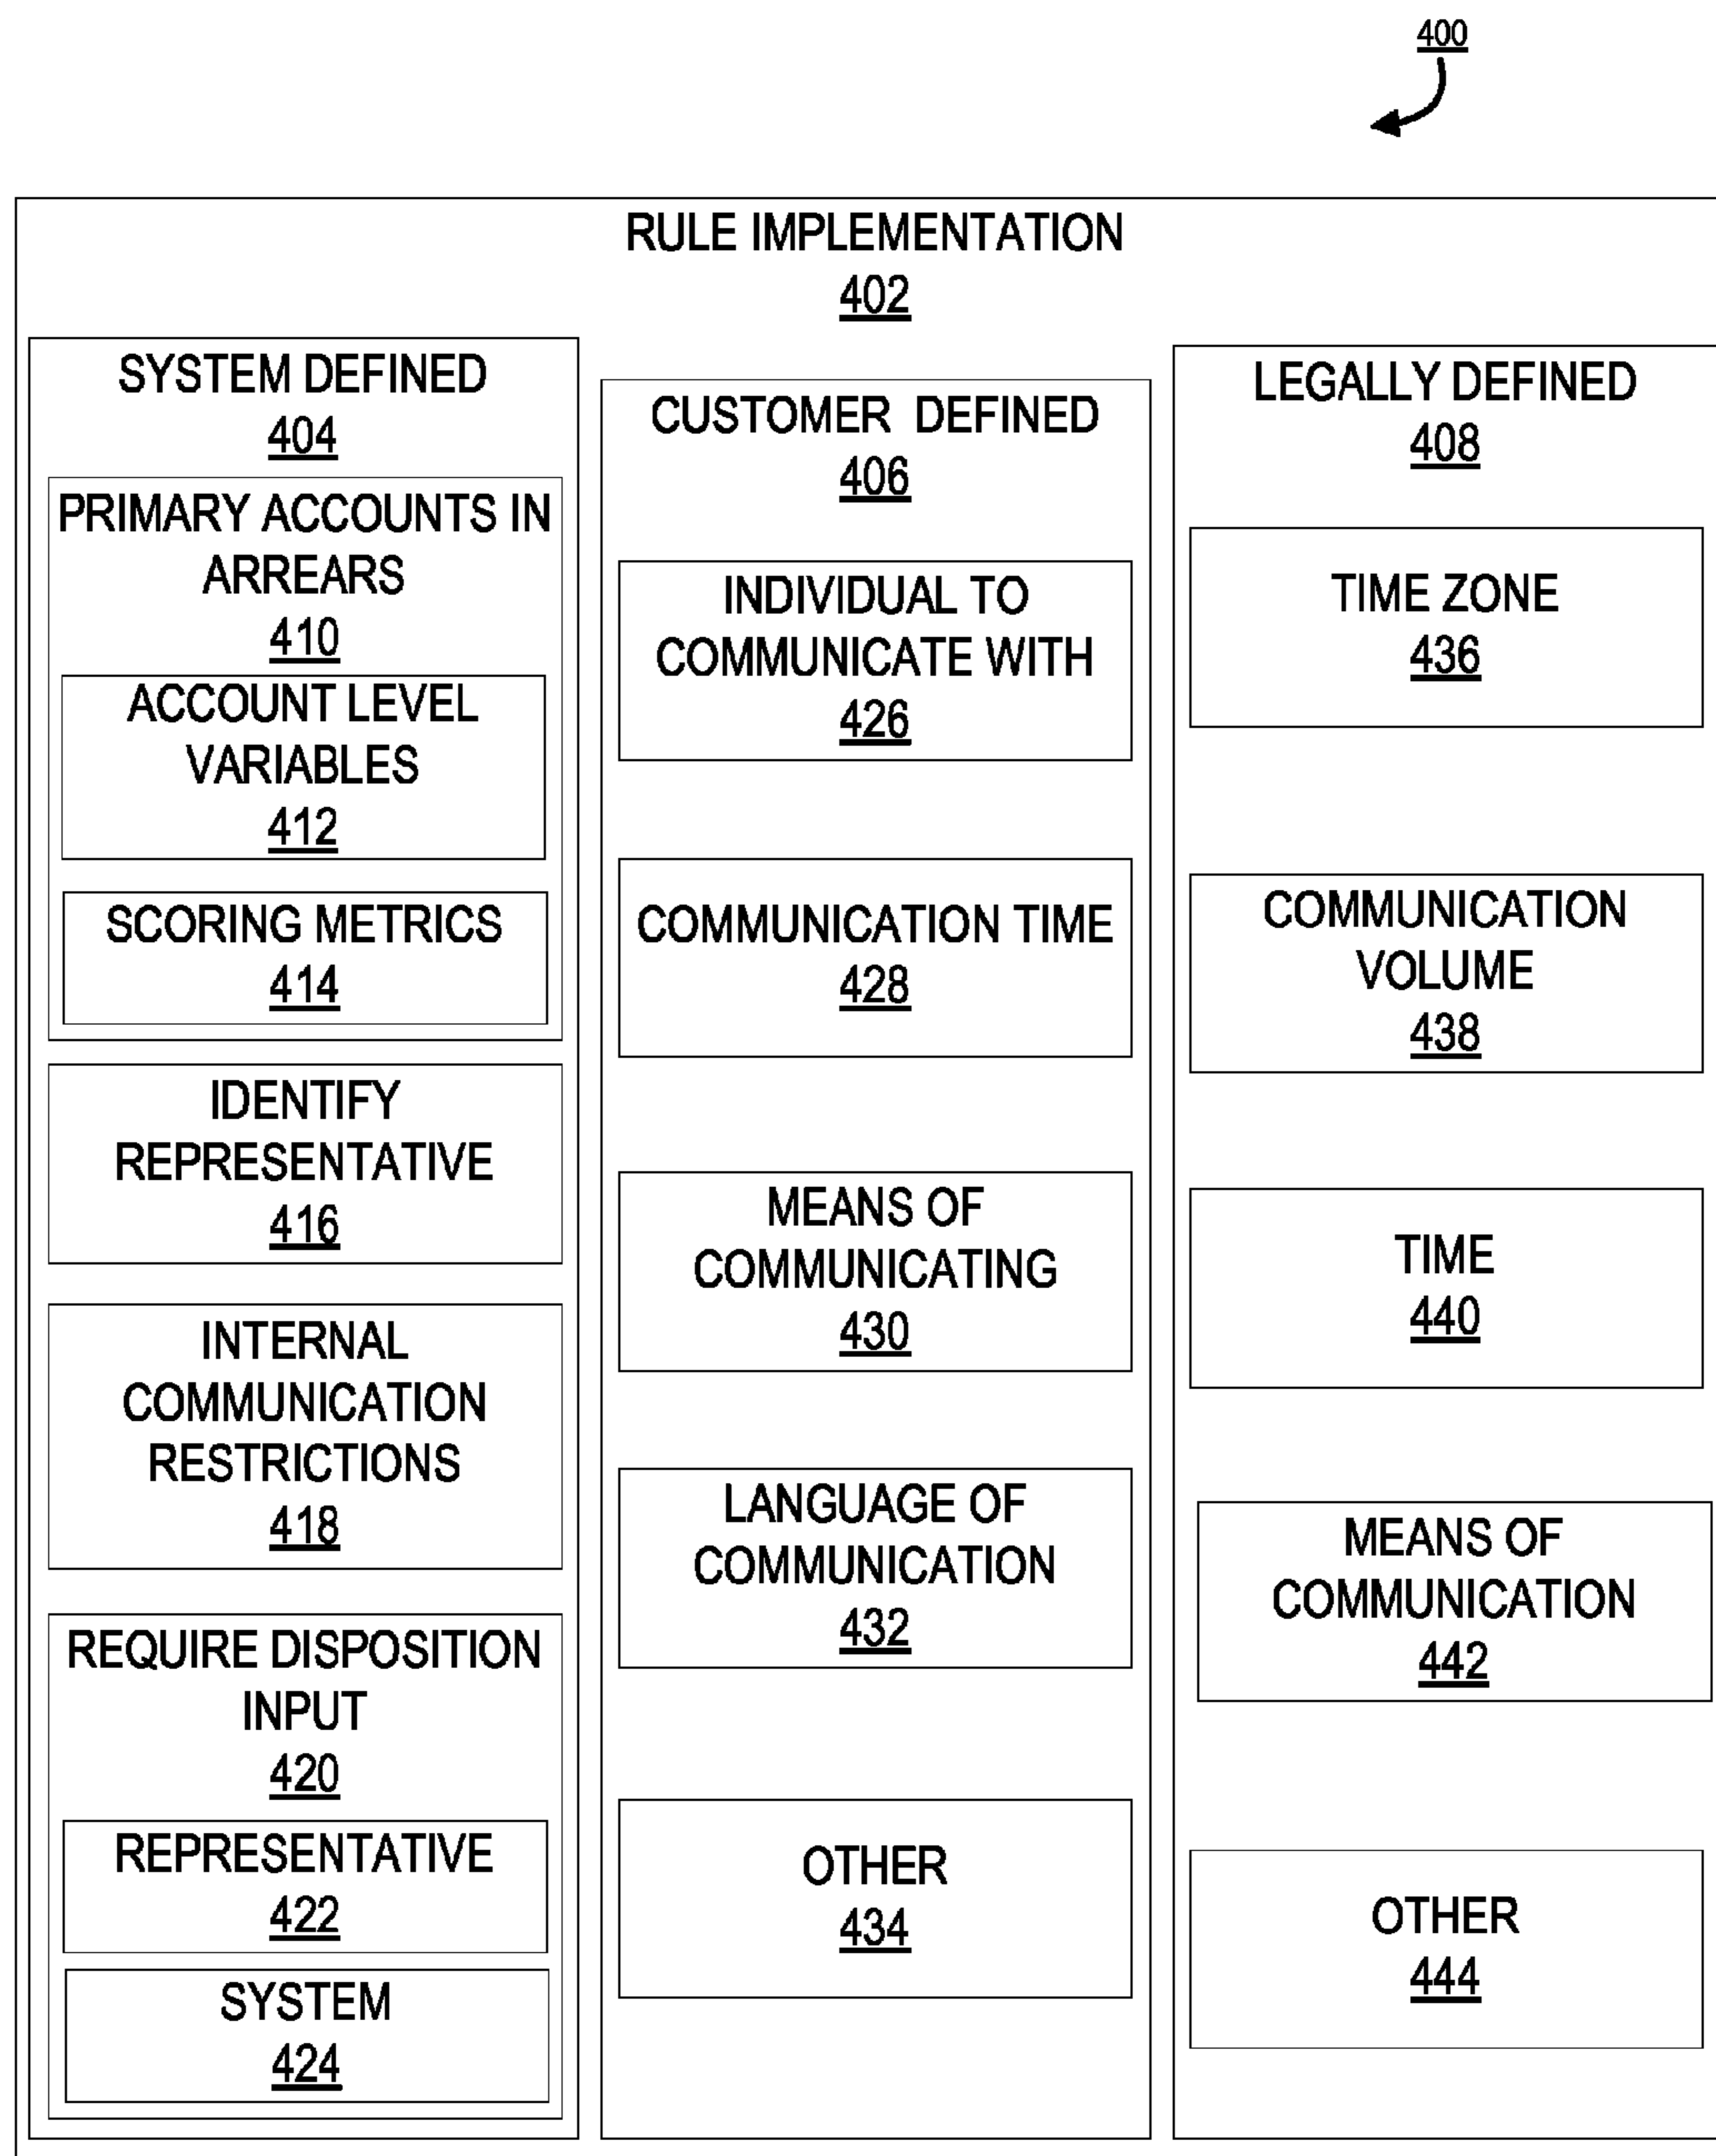 400
RULE IMPLEMENTATION
402
SYSTEM DEFINED
404
PRIMARY ACCOUNTS IN
ARREARS
410
ACCOUNT LEVEL
VARIABLES
412
SCORING METRICS
414
IDENTIFY
REPRESENTATIVE
416
INTERNAL
COMMUNICATION
RESTRICTIONS
418
REQUIRE DISPOSITION
INPUT
420
REPRESENTATIVE
422
SYSTEM
424
CUSTOMER DEFINED
406
INDIVIDUAL TO
COMMUNICATE WITH
426
COMMUNICATION TIME
428
MEANS OF
COMMUNICATING
430
LANGUAGE OF
COMMUNICATION
432
OTHER
434
LEGALLY DEFINED
408
TIME ZONE
436
COMMUNICATION
VOLUME
438
TIME
440
MEANS OF
COMMUNICATION
442
OTHER
444